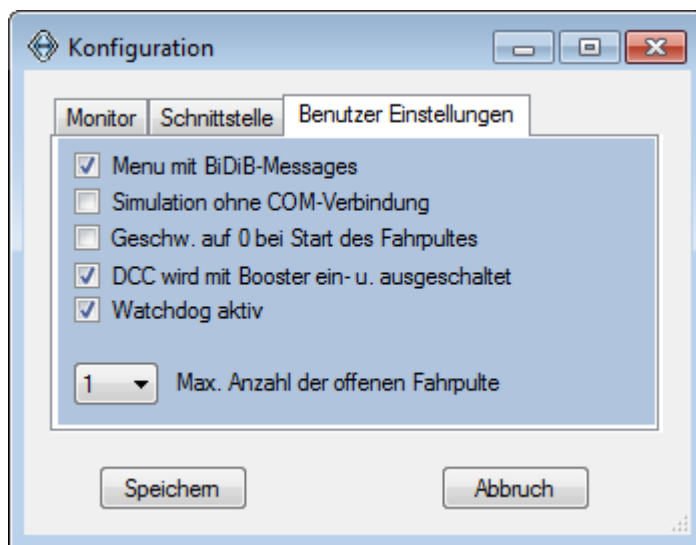 Konfiguration
Monitor Schnittstelle Benutzer Einstellungen
Menu mit BiDiB-Messages
Simulation ohne COM-Verbindung
Geschw. auf 0 bei Start des Fahrpultes
DCC wird mit Booster ein- u. ausgeschaltet
Watchdog aktiv
1 Max. Anzahl der offenen Fahrpulte
Speichern Abbruch